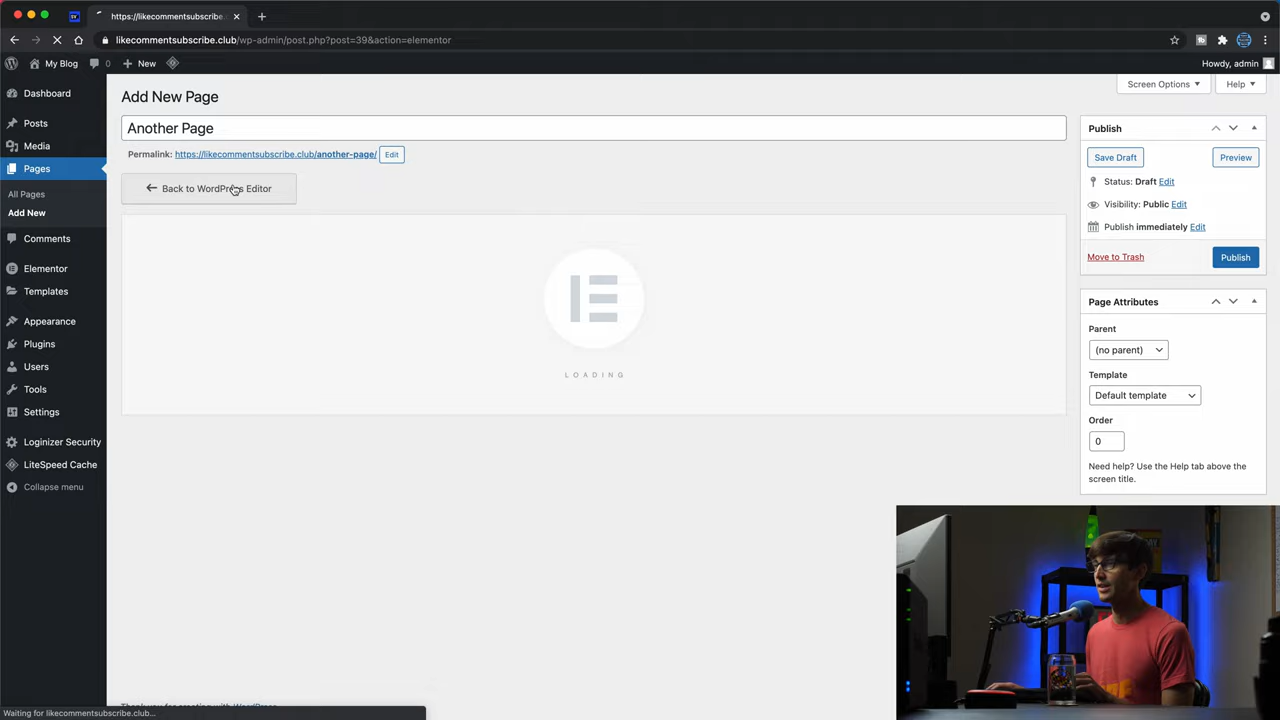 https://likecommentsubscribe.
likecommentsubscribe.club/wp-admin/post.php?post=39&action=elementor
My Blog
0
New
Howdy, admin
Screen Options
Help
Dashboard
Posts
Media
Pages
All Pages
Add New
Comments
Elementor
Templates
Appearance
Plugins
Users
Tools
Settings
Loginizer Security
LiteSpeed Cache
Collapse menu
Add New Page
Another Page
Permalink: https://likecommentsubscribe.club/another-page/ Edit
Back to WordPress Editor
LOADING
Publish
Save Draft
Preview
Status: Draft Edit
Visibility: Public Edit
Publish immediately Edit
Move to Trash
Publish
Page Attributes
Parent
(no parent)
Template
Default template
Order
0
Need help? Use the Help tab above the
screen title.
Waiting for likecommentsubscribe.club...